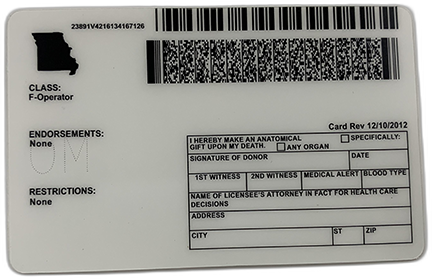 23891V4216134167126
CLASS:
F-Operator
Card Rev 12/10/2012
ENDORSEMENTS:
None
UM
RESTRICTIONS:
None
I HEREBY MAKE AN ANATOMICAL
GIFT UPON MY DEATH.
ANY ORGAN
SPECIFICALLY:
SIGNATURE OF DONOR
DATE
1ST WITNESS
2ND WITNESS
MEDICAL ALERT
BLOOD TYPE
NAME OF LICENSEE'S ATTORNEY IN FACT FOR HEALTH CARE
DECISIONS
ADDRESS
CITY
ST
ZIP